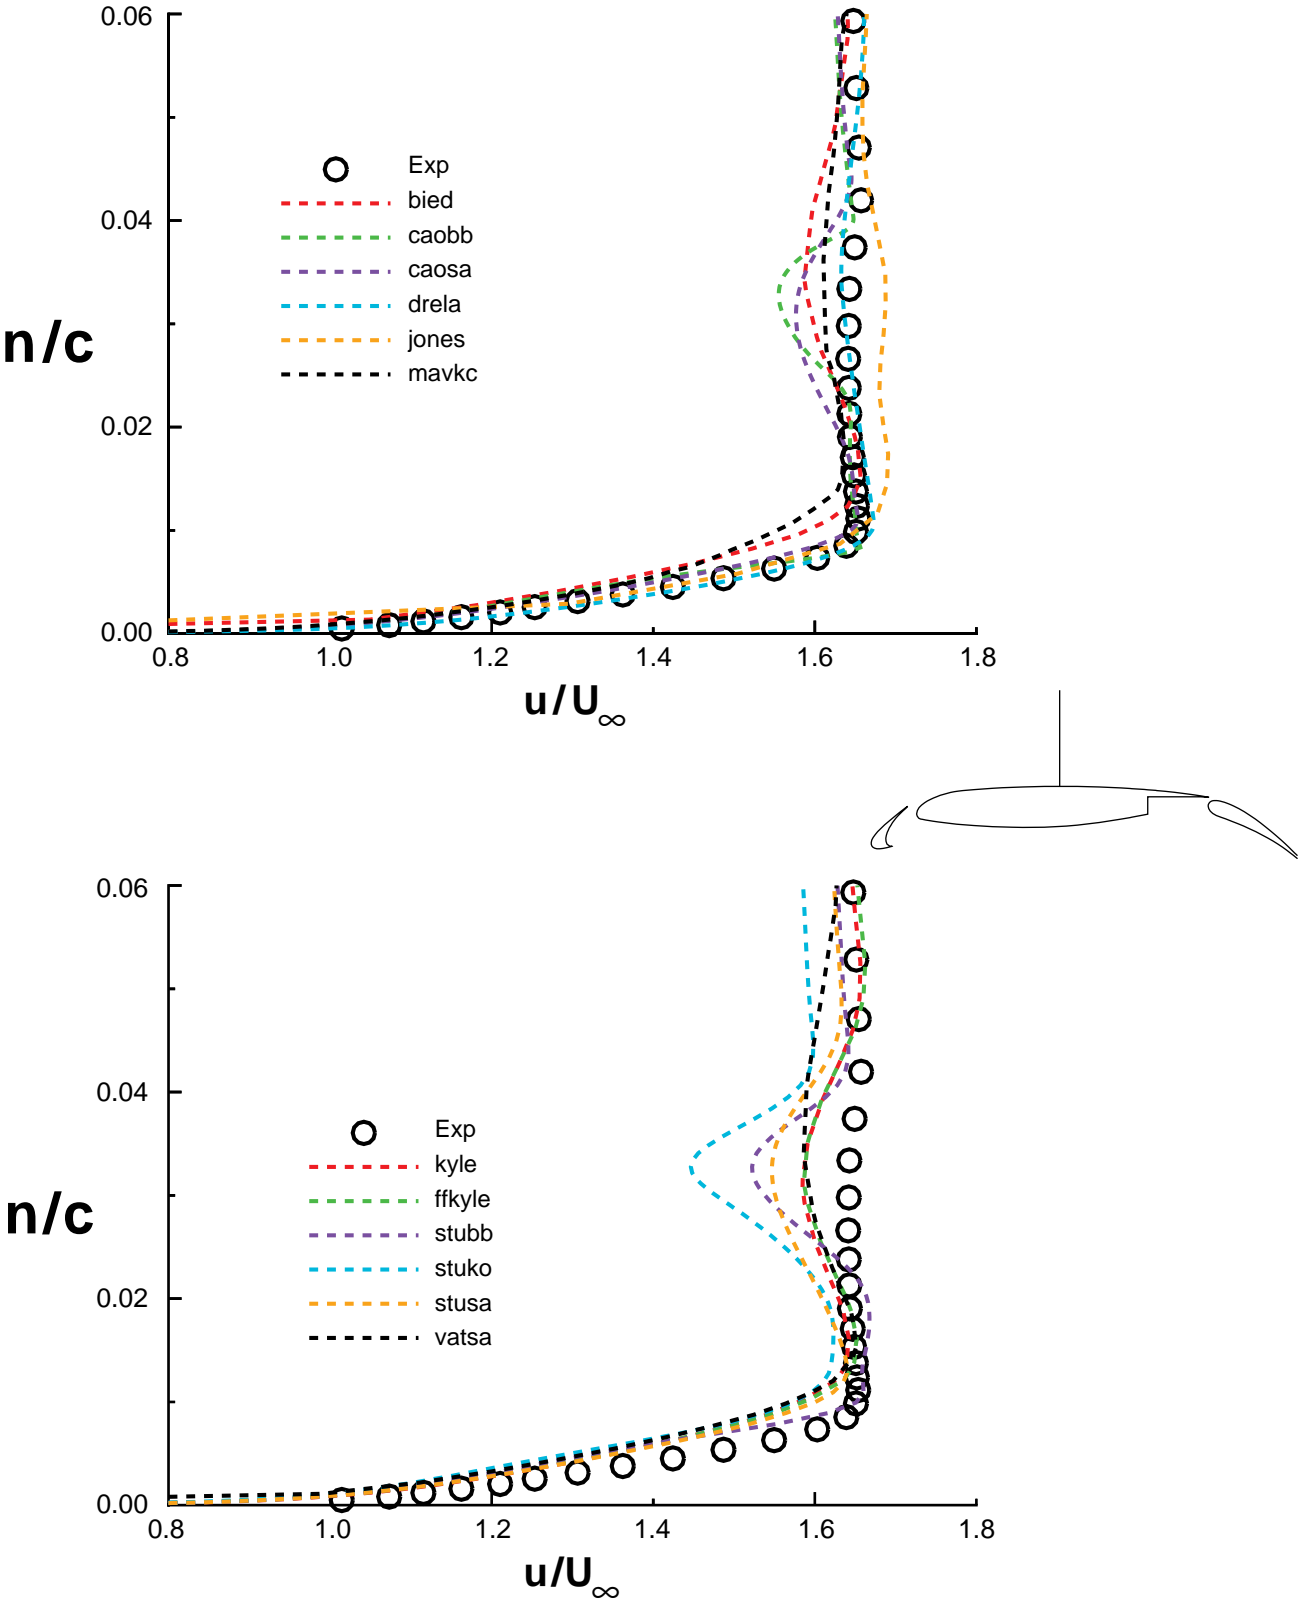 0.06
Exp
bied
0.04
caobb
caosa
drela
n/c
jones
mavkc
0.02
0.00
0.8 1.0 1.2 1.4 1.6 1.8
u/U∞
0.06
0.04
Exp
kyle
n/c
ffkyle
stubb
stuko
0.02
stusa
vatsa
0.00
0.8 1.0 1.2 1.4 1.6 1.8
u/U∞